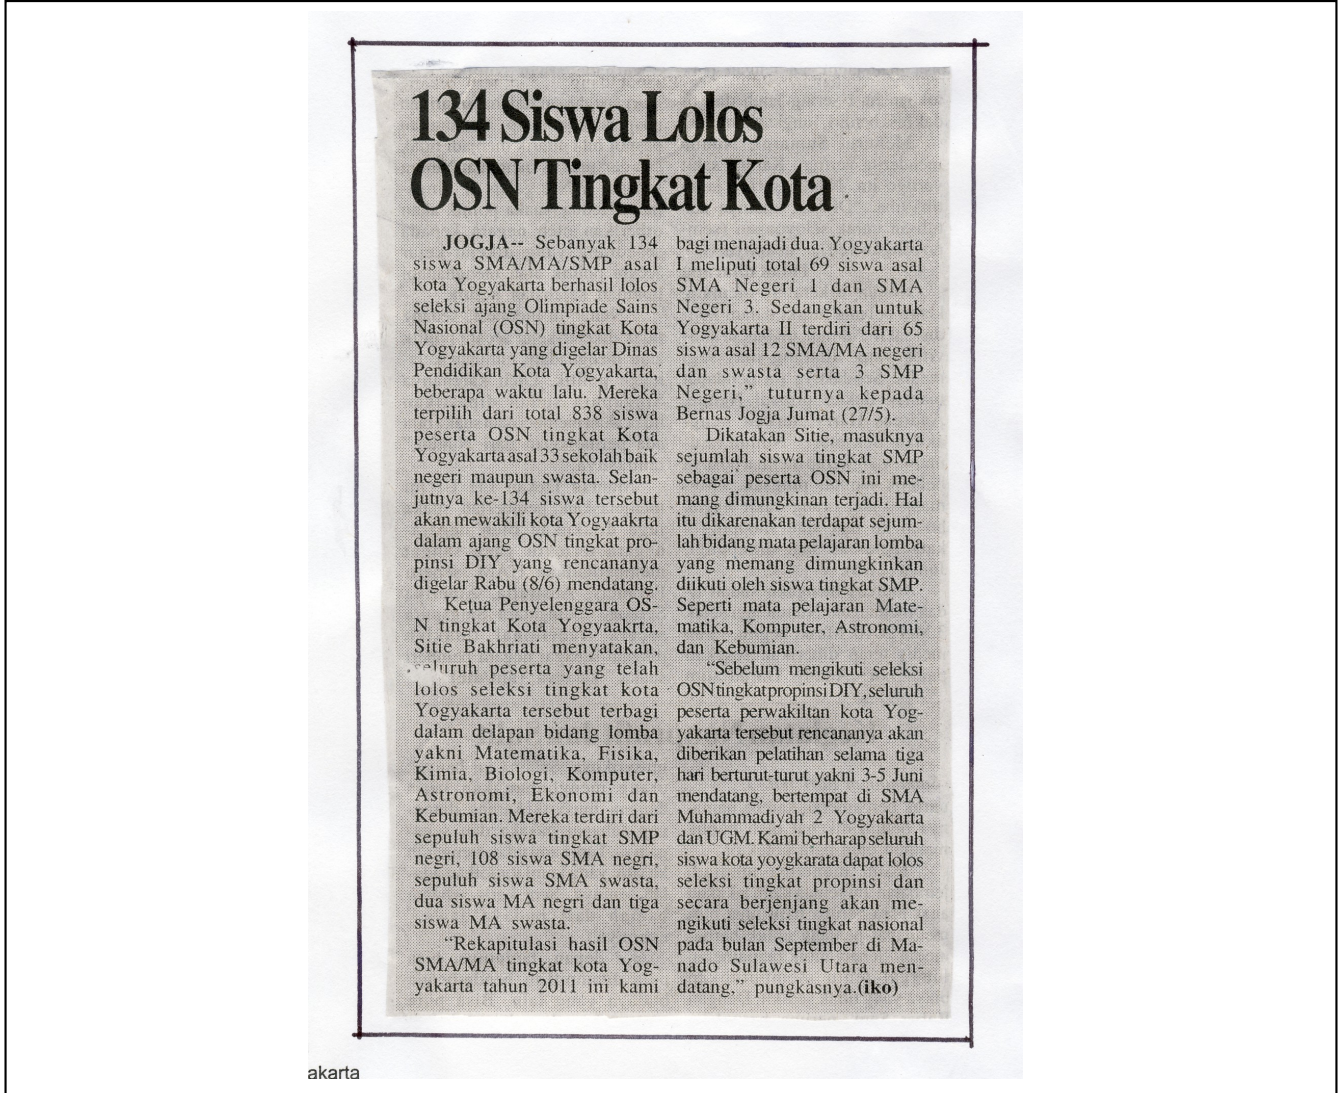 134 Siswa Lolos
OSN Tingkat Kota
JOGJA-- Sebanyak 134
siswa SMA/MA/SMP asal
kota Yogyakarta berhasil lolos
seleksi ajang Olimpiade Sains
Nasional (OSN) tingkat Kota
Yogyakarta yang digelar Dinas
Pendidikan Kota Yogyakarta,
beberapa waktu lalu. Mereka
terpilih dari total 838 siswa
peserta OSN tingkat Kota
Yogyakarta asal 33 sekolah baik
negeri maupun swasta. Selan-
jutnya ke-134 siswa tersebut
akan mewakili kota Yogyaakrta
dalam ajang OSN tingkat pro-
pinsi DIY yang rencananya
digelar Rabu (8/6) mendatang.
Ketua Penyelenggara OS-
N tingkat Kota Yogyaakrta,
Sitie Bakhriati menyatakan,
seluruh peserta yang telah
lolos seleksi tingkat kota
Yogyakarta tersebut terbagi
dalam delapan bidang lomba
yakni Matematika, Fisika,
Kimia, Biologi, Komputer,
Astronomi, Ekonomi dan
Kebumian. Mereka terdiri dari
sepuluh siswa tingkat SMP
negri, 108 siswa SMA negri,
sepuluh siswa SMA swasta,
dua siswa MA negri dan tiga
siswa MA swasta.
“Rekapitulasi hasil OSN
SMA/MA tingkat kota Yog-
yakarta tahun 2011 ini kami
bagi menajadi dua. Yogyakarta
I meliputi total 69 siswa asal
SMA Negeri 1 dan SMA
Negeri 3. Sedangkan untuk
Yogyakarta II terdiri dari 65
siswa asal 12 SMA/MA negeri
dan swasta serta 3 SMP
Negeri,” tuturnya kepada
Bernas Jogja Jumat (27/5).
Dikatakan Sitie, masuknya
sejumlah siswa tingkat SMP
sebagai peserta OSN ini me-
mang dimungkinan terjadi. Hal
itu dikarenakan terdapat sejum-
lah bidang mata pelajaran lomba
yang memang dimungkinkan
diikuti oleh siswa tingkat SMP.
Seperti mata pelajaran Mate-
matika, Komputer, Astronomi,
dan Kebumian.
“Sebelum mengikuti seleksi
OSN tingkat propinsi DIY, seluruh
peserta perwakiltan kota Yog-
yakarta tersebut rencananya akan
diberikan pelatihan selama tiga
hari berturut-turut yakni 3-5 Juni
mendatang, bertempat di SMA
Muhammadiyah 2 Yogyakarta
dan UGM. Kami berharap seluruh
siswa kota yoygkarata dapat lolos
seleksi tingkat propinsi dan
secara berjenjang akan me-
ngikuti seleksi tingkat nasional
pada bulan September di Ma-
nado Sulawesi Utara men-
datang,” pungkasnya.(iko)
akarta